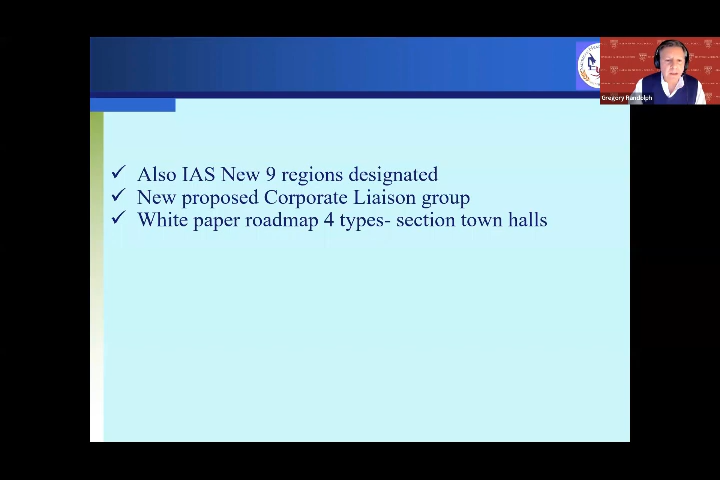 Gregory Randolph
✓ Also IAS New 9 regions designated
✓ New proposed Corporate Liaison group
✓ White paper roadmap 4 types- section town halls